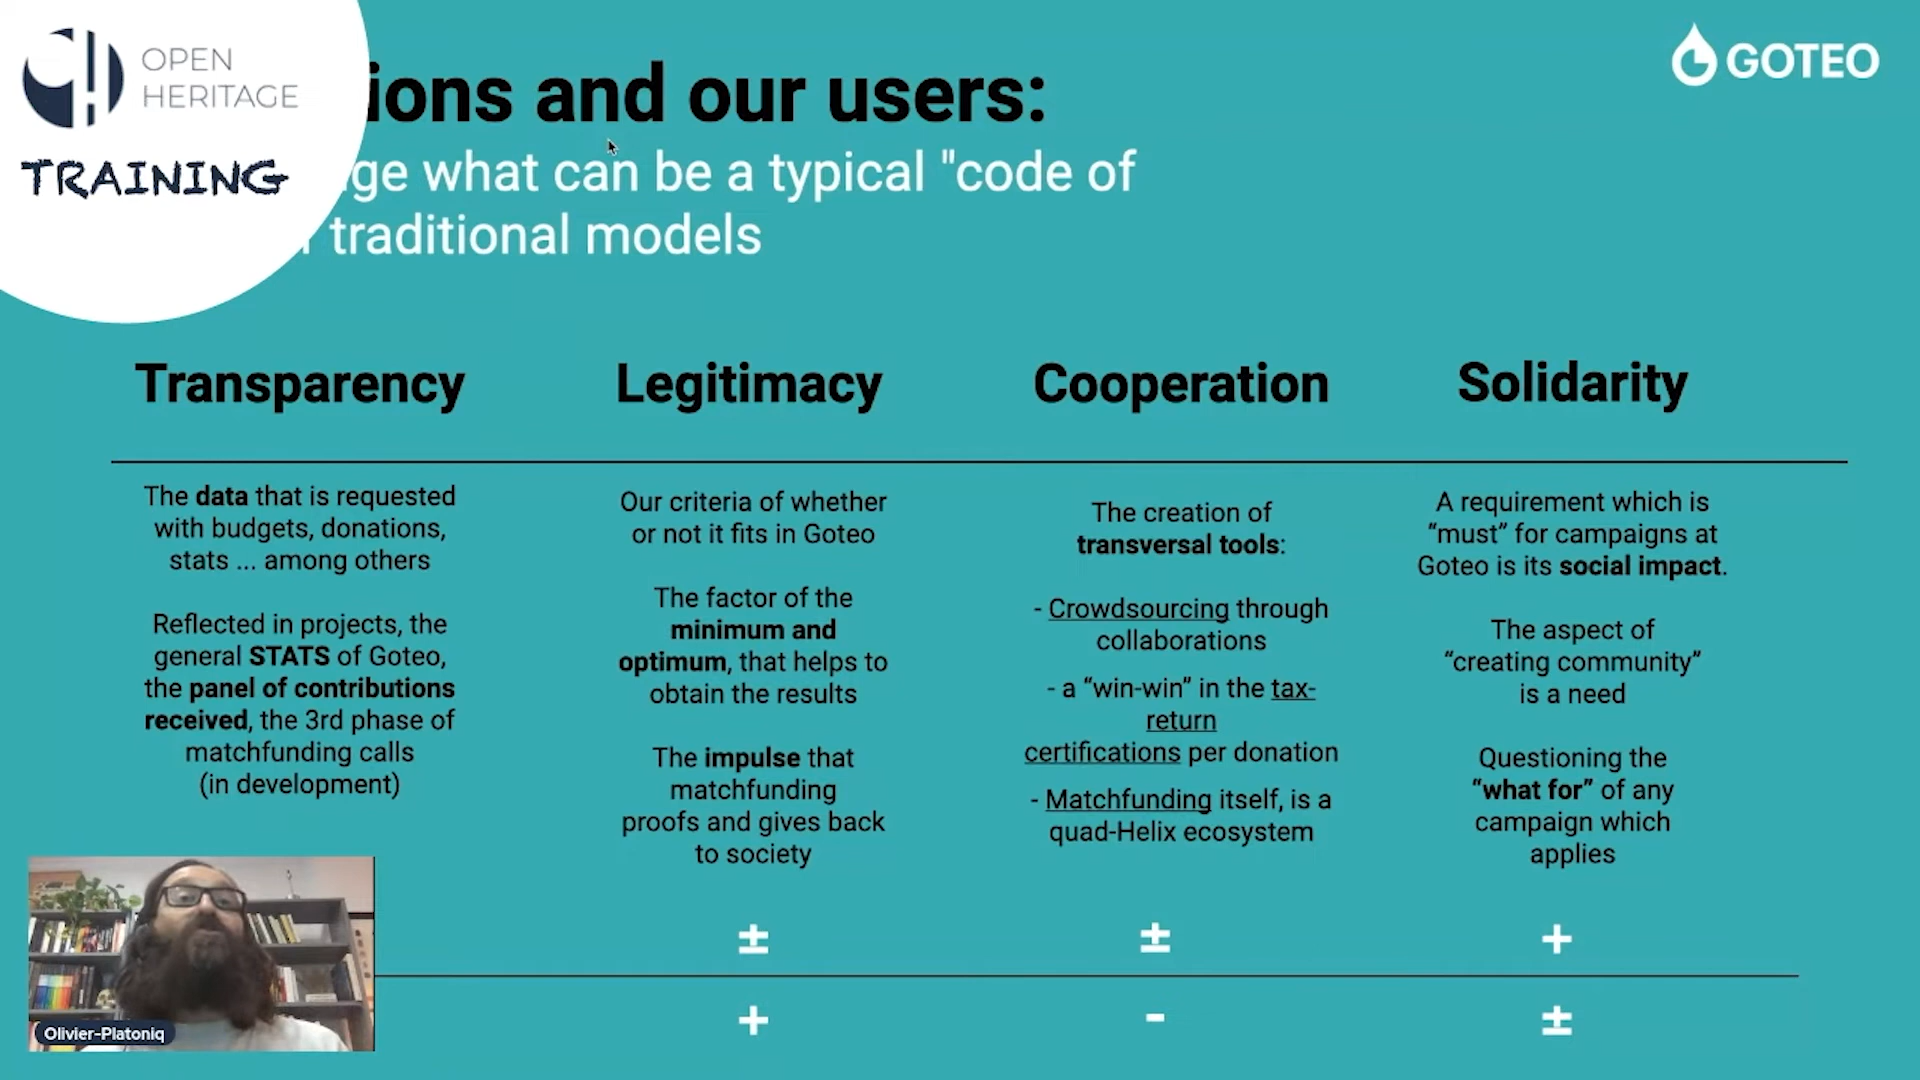 OPEN
HERITAGE
TRAINING
GOTEO
ions and our users:
ge what can be a typical "code of
traditional models
Transparency
Legitimacy
Cooperation
Solidarity
The data that is requested
with budgets, donations,
stats ... among others
Reflected in projects, the
general STATS of Goteo,
the panel of contributions
received, the 3rd phase of
matchfunding calls
(in development)
Our criteria of whether
or not it fits in Goteo
The factor of the
minimum and
optimum, that helps to
obtain the results
The impulse that
matchfunding
proofs and gives back
to society
The creation of
transversal tools:
- Crowdsourcing through
collaborations
- a “win-win” in the tax-
return
certifications per donation
- Matchfunding itself, is a
quad-Helix ecosystem
A requirement which is
“must” for campaigns at
Goteo is its social impact.
The aspect of
“creating community”
is a need
Questioning the
“what for” of any
campaign which
applies
± ± +
+ - ±
Olivier-Platoniq